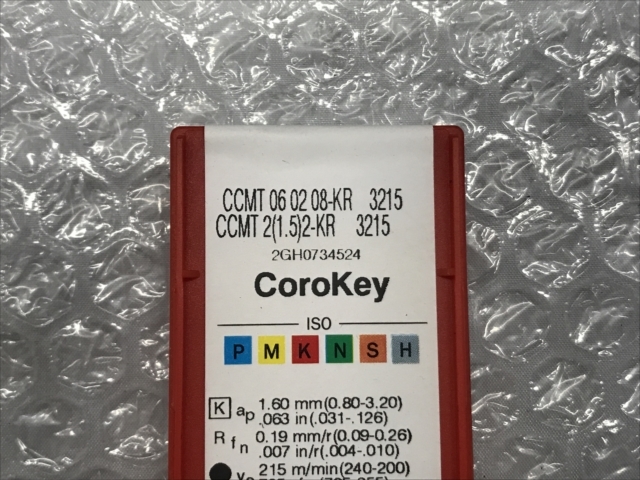 CCMT 06 02 08-KR 3215
CCMT 2(1.5)2-KR 3215
2GH0734524
CoroKey
ISO
P M K N S H
K ap 1.60 mm(0.80-3.20)
.063 in(.031-.126)
R fn 0.19 mm/r(0.09-0.26)
.007 in/r(.004-.010)
215 m/min(240-200)